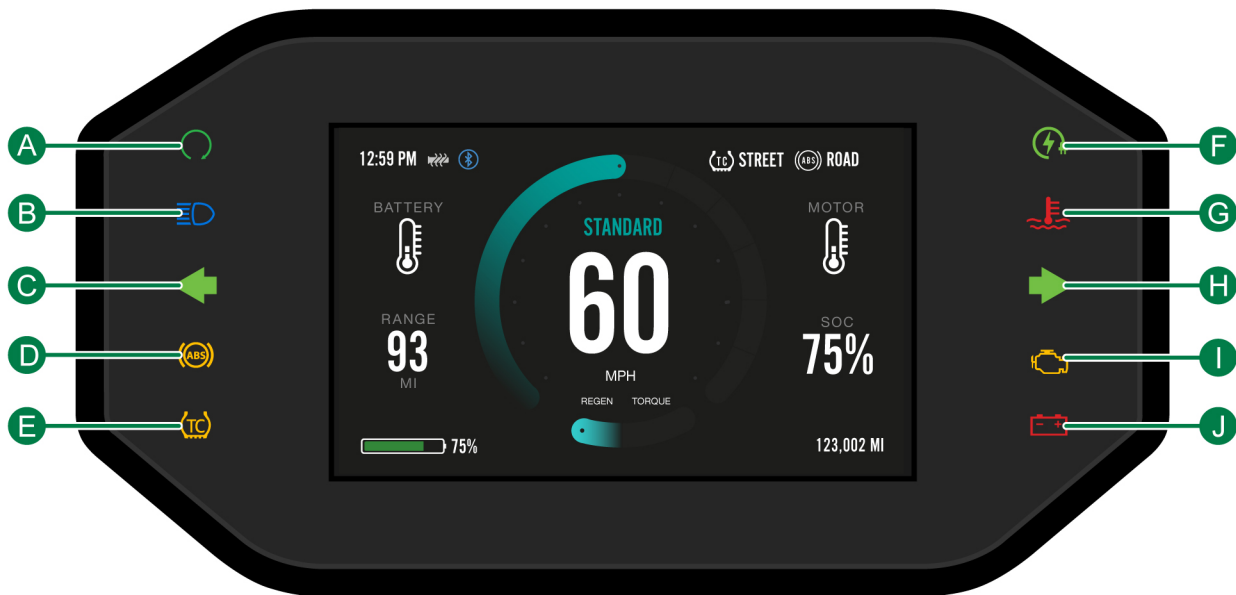 A
B
C
D
E
ABS
TC
12:59 PM
TC STREET ABS ROAD
BATTERY
MOTOR
STANDARD
60
MPH
RANGE
93
MI
SOC
75%
REGEN TORQUE
75%
123,002 MI
F
G
H
I
J
- +